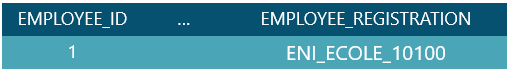 EMPLOYEE_ID ... EMPLOYEE_REGISTRATION
1 ENI_ECOLE_10100